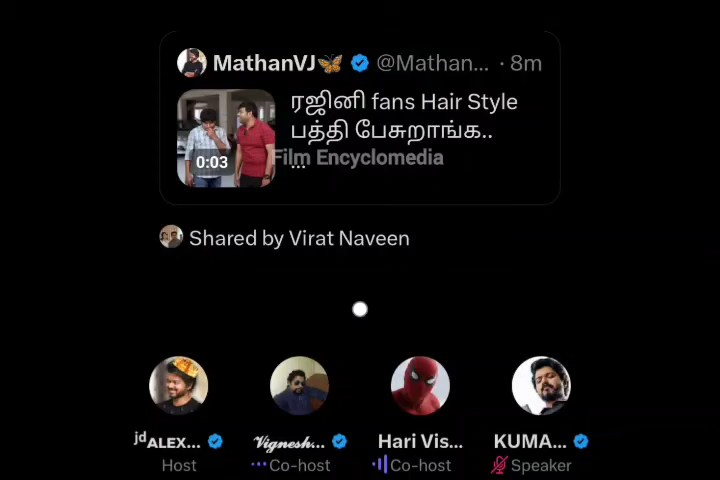 MathanVJ🦋 @Mathan... · 8m
ரஜினி fans Hair Style
பத்தி பேசுறாங்க..
...
0:03
Film Encyclomedia
Shared by Virat Naveen
jdALEX... 𝓥𝓲𝓰𝓷𝓮𝓼𝓱... Hari Vis... KUMA...
Host Co-host Co-host Speaker